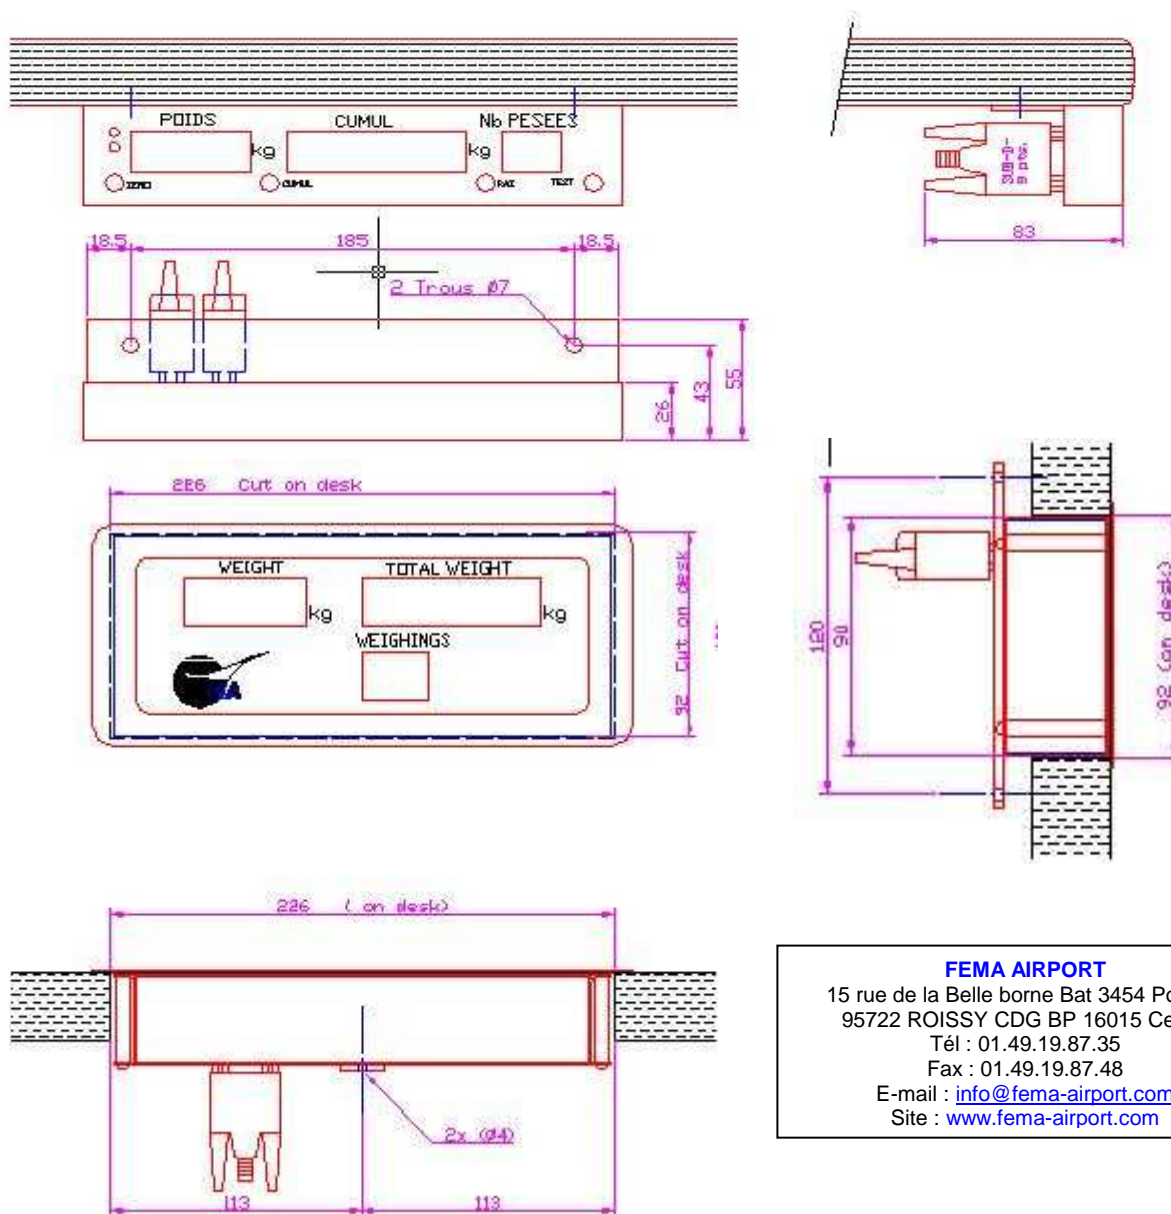 POIDS CUMUL Nb PESEES
kg kg
ZERO CUMUL RAZ TEST
SUB-D-
9 pts.
83
18.5 185 18.5
2 Trous Ø7
26 43 55
226 Cut on desk
WEIGHT TOTAL WEIGHT
kg kg
WEIGHINGS
92 Cut on desk
120 90 92 (on desk)
226 ( on desk)
2x (Ø4)
113 113
FEMA AIRPORT
15 rue de la Belle borne Bat 3454 Po
95722 ROISSY CDG BP 16015 Ce
Tél : 01.49.19.87.35
Fax : 01.49.19.87.48
E-mail : info@fema-airport.com
Site : www.fema-airport.com